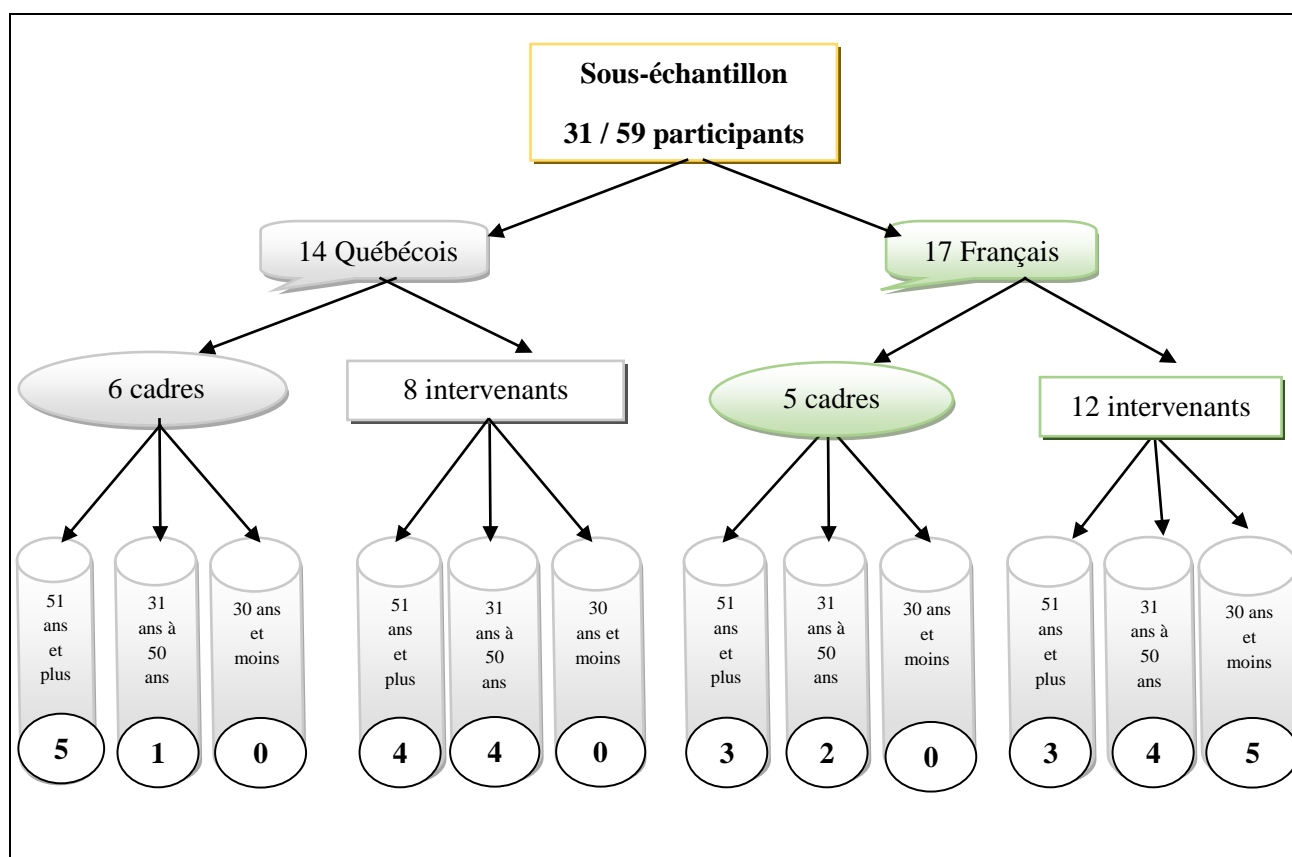 Sous-échantillon
31 / 59 participants
14 Québécois
17 Français
6 cadres
8 intervenants
5 cadres
12 intervenants
51
ans
et
plus
31
ans à
50
ans
30 ans
et
moins
51
ans
et plus
31
ans à
50
ans
30
ans et
moins
51
ans
et
plus
31
ans à
50
ans
30 ans
et
moins
51
ans
et
plus
31
ans à
50
ans
30 ans
et
moins
5
1
0
4
4
0
3
2
0
3
4
5